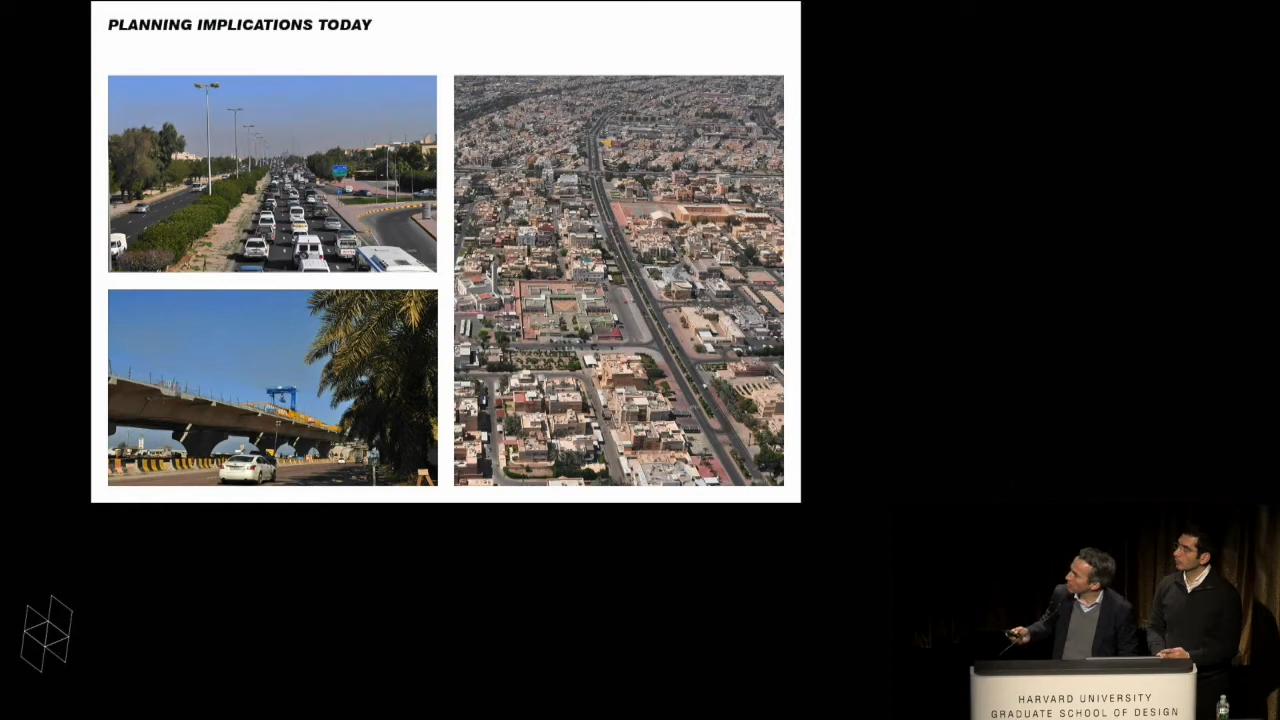 PLANNING IMPLICATIONS TODAY
HARVARD UNIVERSITY
GRADUATE SCHOOL OF DESIGN